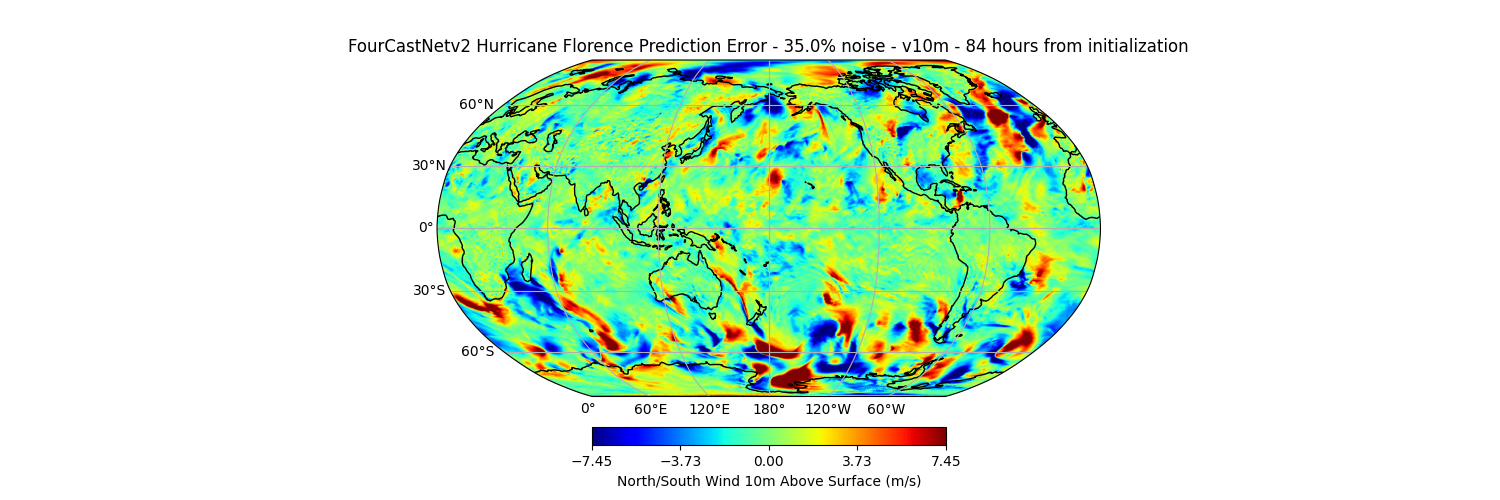 FourCastNetv2 Hurricane Florence Prediction Error - 35.0% noise - v10m - 84 hours from initialization
60°N
30°N
0°
30°S
60°S
0° 60°E 120°E 180° 120°W 60°W
−7.45 −3.73 0.00 3.73 7.45
North/South Wind 10m Above Surface (m/s)